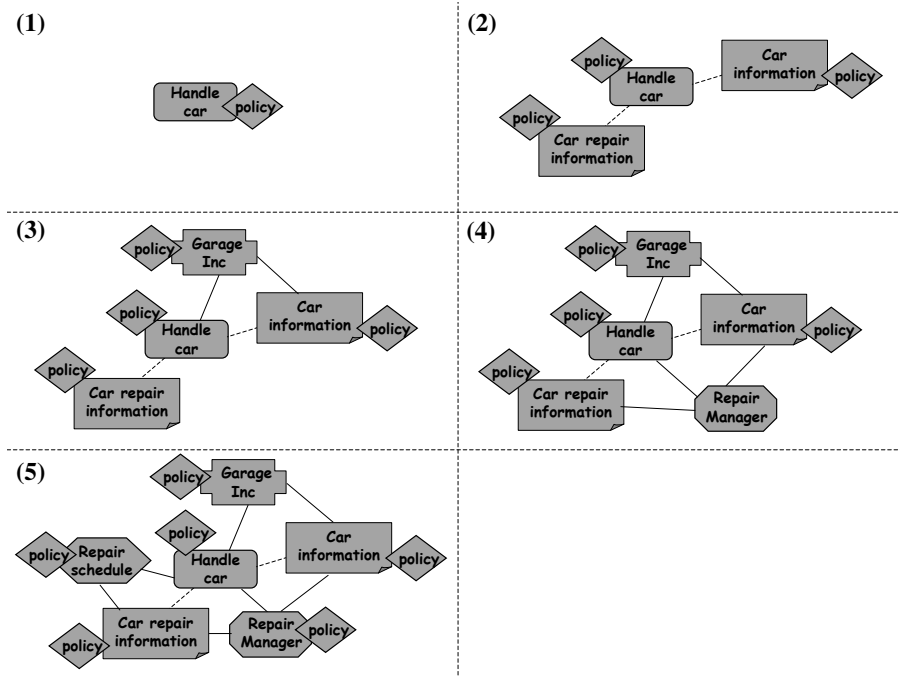 (1)
Handle
car
policy
(2)
policy
Handle
car
Car
information
policy
policy
Car repair
information
(3)
policy
Garage
Inc
policy
Handle
car
Car
information
policy
policy
Car repair
information
(4)
policy
Garage
Inc
policy
Handle
car
Car
information
policy
policy
Car repair
information
Repair
Manager
(5)
policy
Garage
Inc
policy
Handle
car
Car
information
policy
policy
Repair
schedule
policy
Car repair
information
Repair
Manager
policy